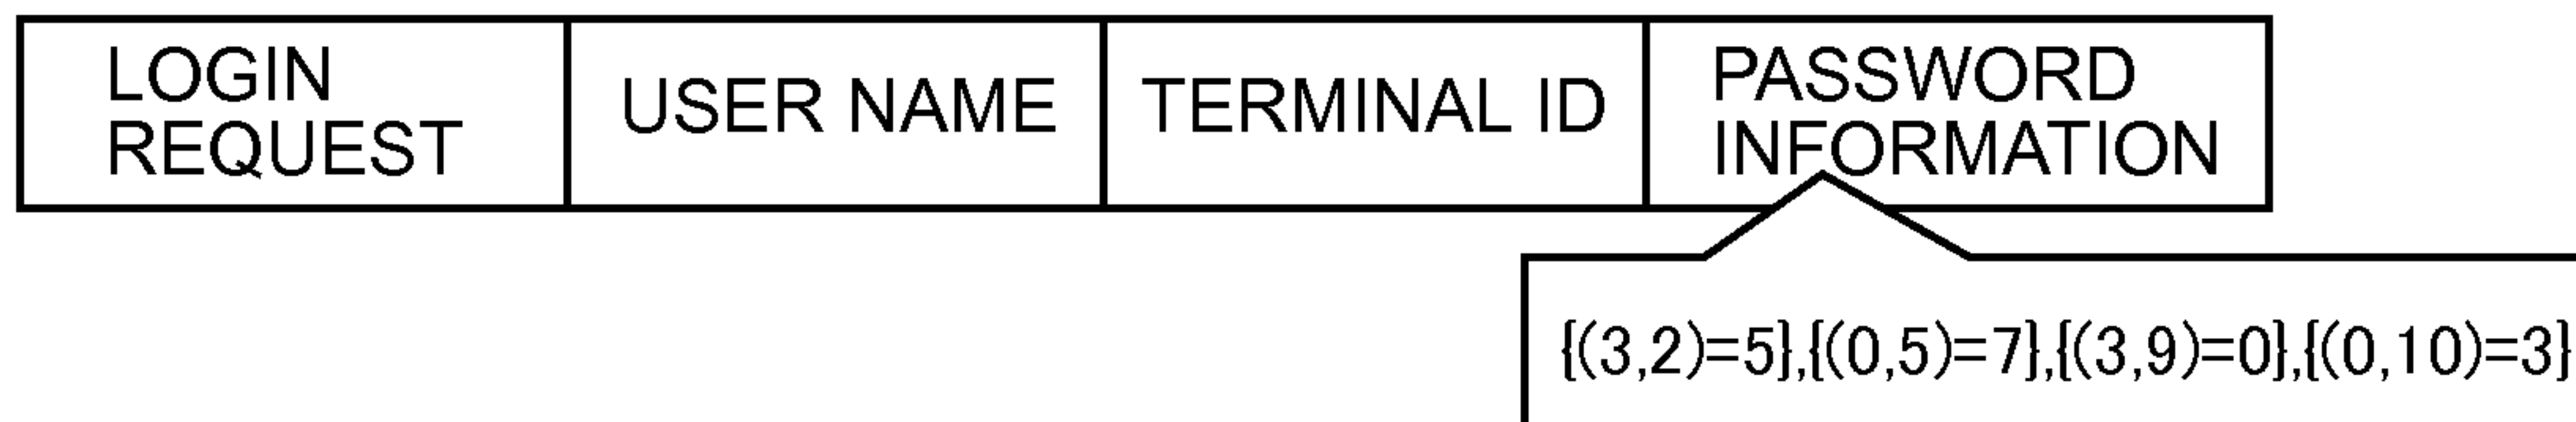 LOGIN
REQUEST
USER NAME
TERMINAL ID
PASSWORD
INFORMATION
{(3,2)=5},{(0,5)=7},{(3,9)=0},{(0,10)=3}